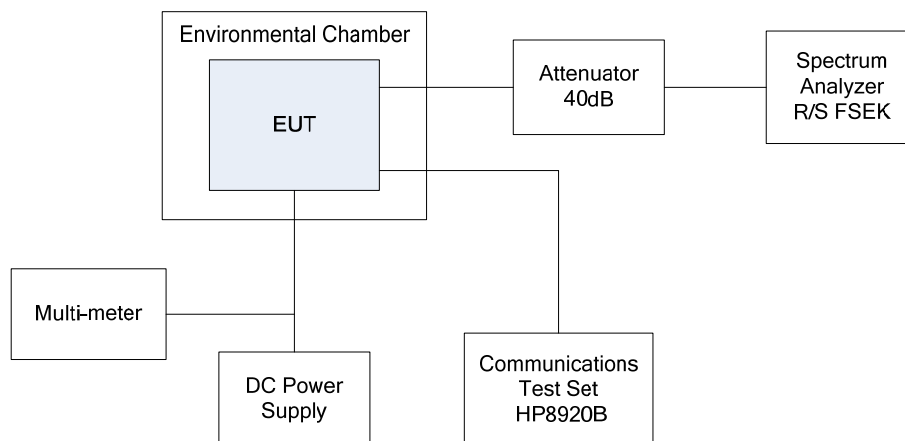 Environmental Chamber
EUT
Attenuator
40dB
Spectrum
Analyzer
R/S FSEK
Multi-meter
DC Power
Supply
Communications
Test Set
HP8920B